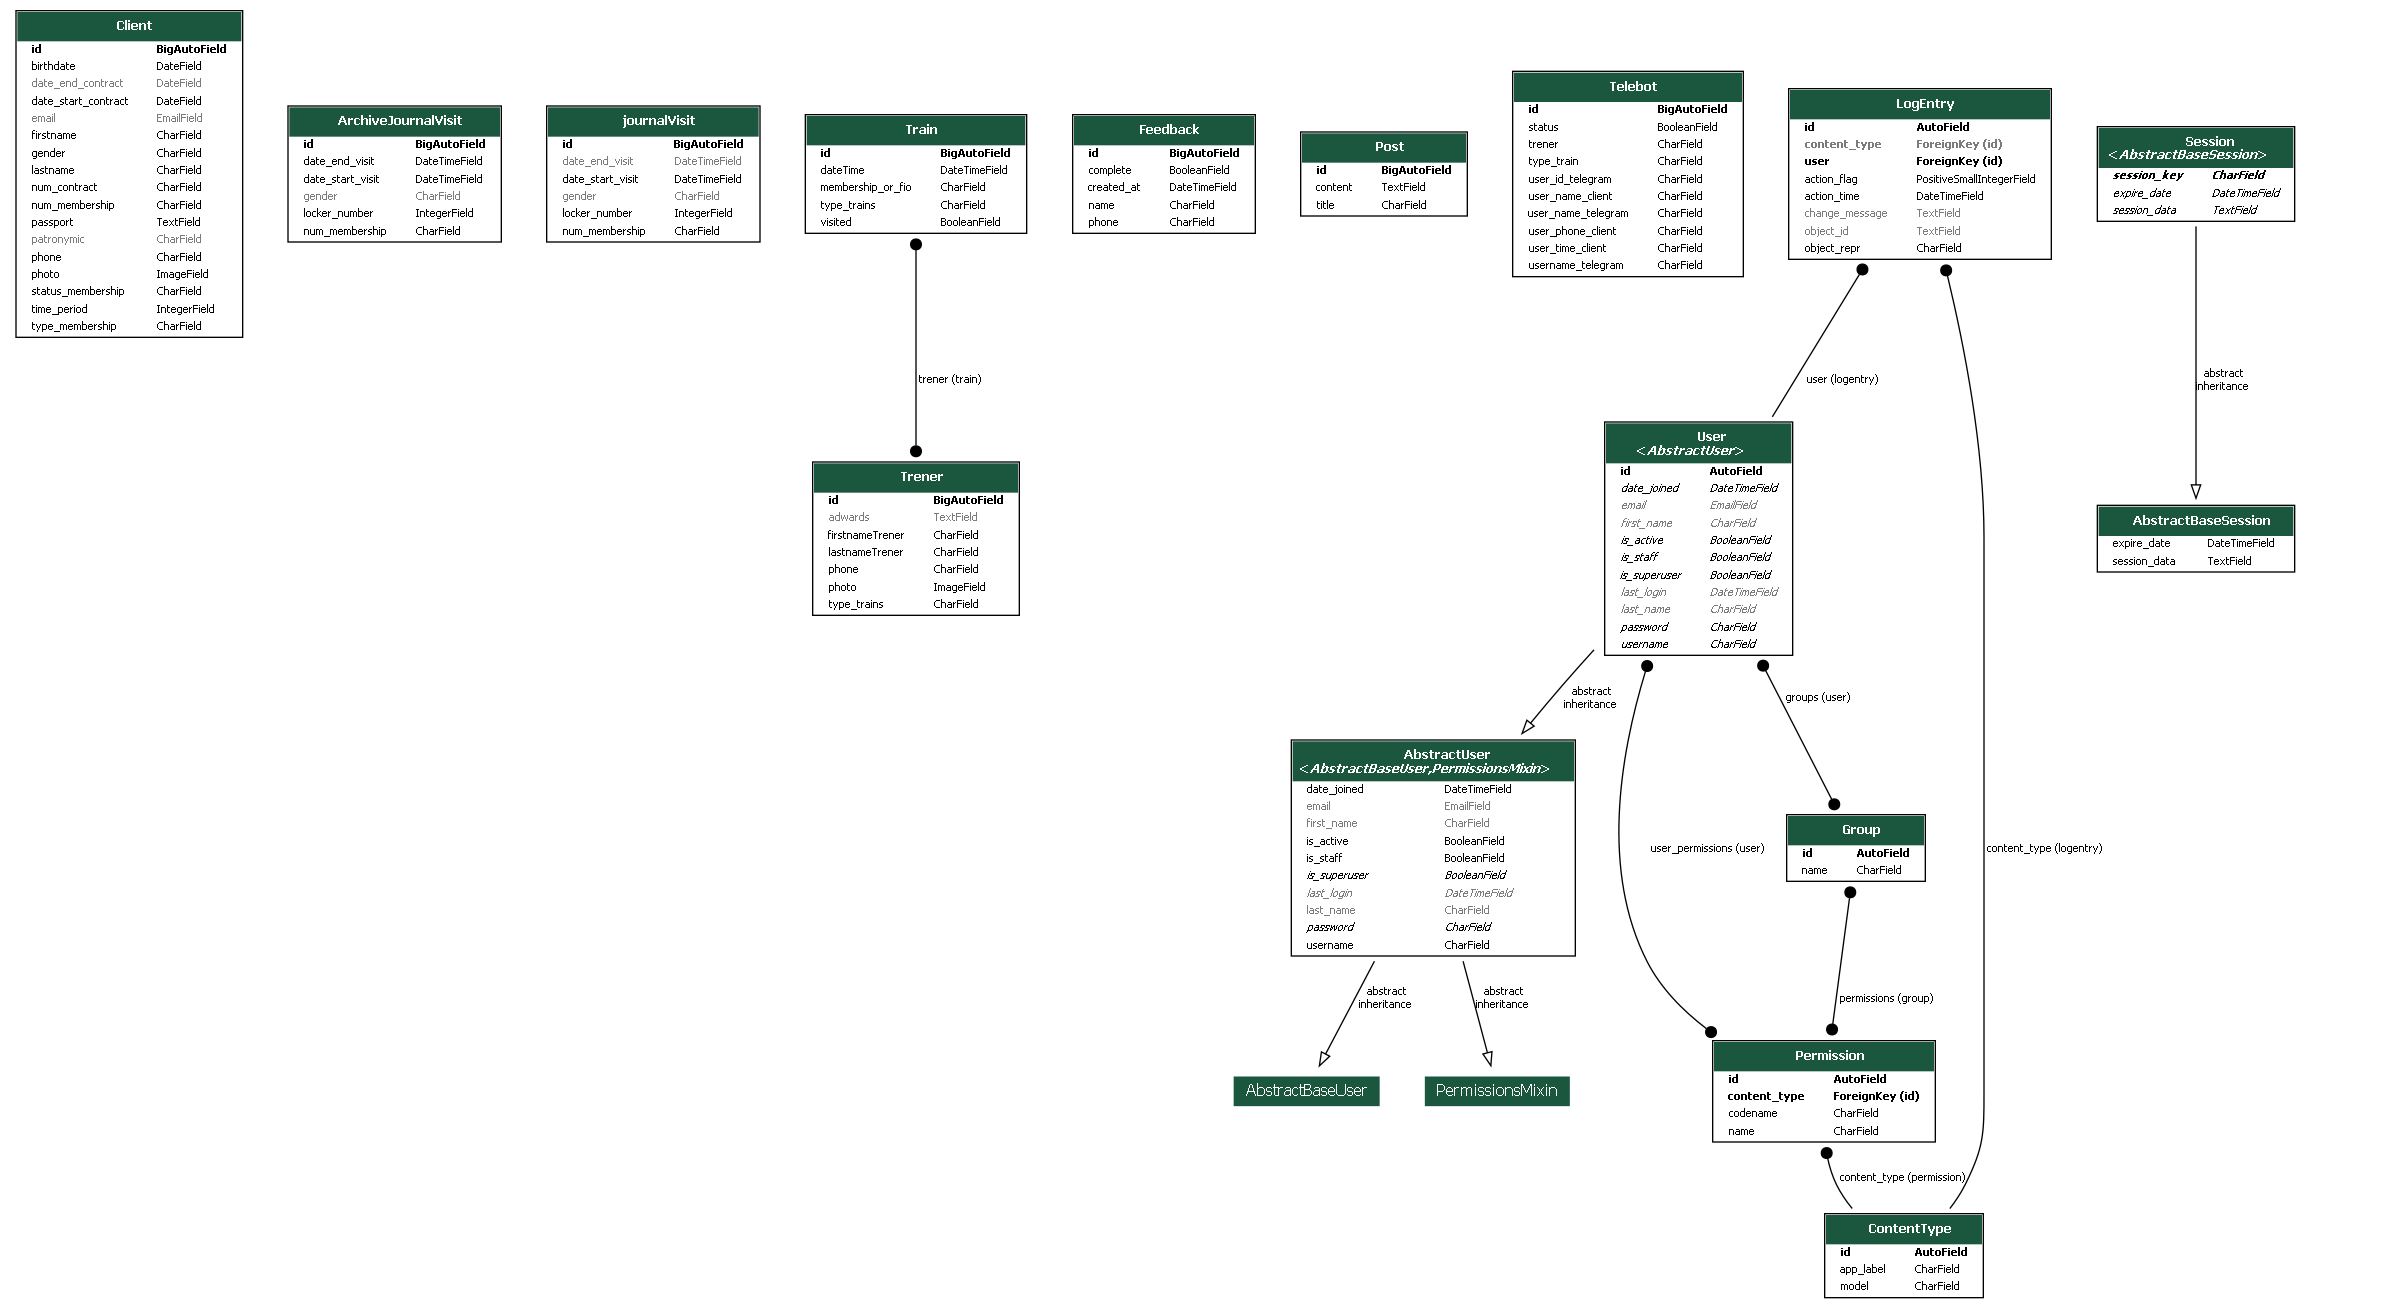 Client
id BigAutoField
birthdate DateField
date_end_contract DateField
date_start_contract DateField
email EmailField
firstname CharField
gender CharField
lastname CharField
num_contract CharField
num_membership CharField
passport TextField
patronymic CharField
phone CharField
photo ImageField
status_membership CharField
time_period IntegerField
type_membership CharField
ArchiveJournalVisit
id BigAutoField
date_end_visit DateTimeField
date_start_visit DateTimeField
gender CharField
locker_number IntegerField
num_membership CharField
journalVisit
id BigAutoField
date_end_visit DateTimeField
date_start_visit DateTimeField
gender CharField
locker_number IntegerField
num_membership CharField
Train
id BigAutoField
dateTime DateTimeField
membership_or_fio CharField
type_trains CharField
visited BooleanField
trener (train)
Trener
id BigAutoField
adwards TextField
firstnameTrener CharField
lastnameTrener CharField
phone CharField
photo ImageField
type_trains CharField
Feedback
id BigAutoField
complete BooleanField
created_at DateTimeField
name CharField
phone CharField
Post
id BigAutoField
content TextField
title CharField
Telebot
id BigAutoField
status BooleanField
trener CharField
type_train CharField
user_id_telegram CharField
user_name_client CharField
user_name_telegram CharField
user_phone_client CharField
user_time_client CharField
username_telegram CharField
LogEntry
id AutoField
content_type ForeignKey (id)
user ForeignKey (id)
action_flag PositiveSmallIntegerField
action_time DateTimeField
change_message TextField
object_id TextField
object_repr CharField
Session
<AbstractBaseSession>
session_key CharField
expire_date DateTimeField
session_data TextField
abstract
inheritance
AbstractBaseSession
expire_date DateTimeField
session_data TextField
user (logentry)
User
<AbstractUser>
id AutoField
date_joined DateTimeField
email EmailField
first_name CharField
is_active BooleanField
is_staff BooleanField
is_superuser BooleanField
last_login DateTimeField
last_name CharField
password CharField
username CharField
abstract
inheritance
groups (user)
AbstractUser
<AbstractBaseUser,PermissionsMixin>
date_joined DateTimeField
email EmailField
first_name CharField
is_active BooleanField
is_staff BooleanField
is_superuser BooleanField
last_login DateTimeField
last_name CharField
password CharField
username CharField
user_permissions (user)
Group
id AutoField
name CharField
content_type (logentry)
abstract
inheritance
abstract
inheritance
permissions (group)
AbstractBaseUser
PermissionsMixin
Permission
id AutoField
content_type ForeignKey (id)
codename CharField
name CharField
content_type (permission)
ContentType
id AutoField
app_label CharField
model CharField